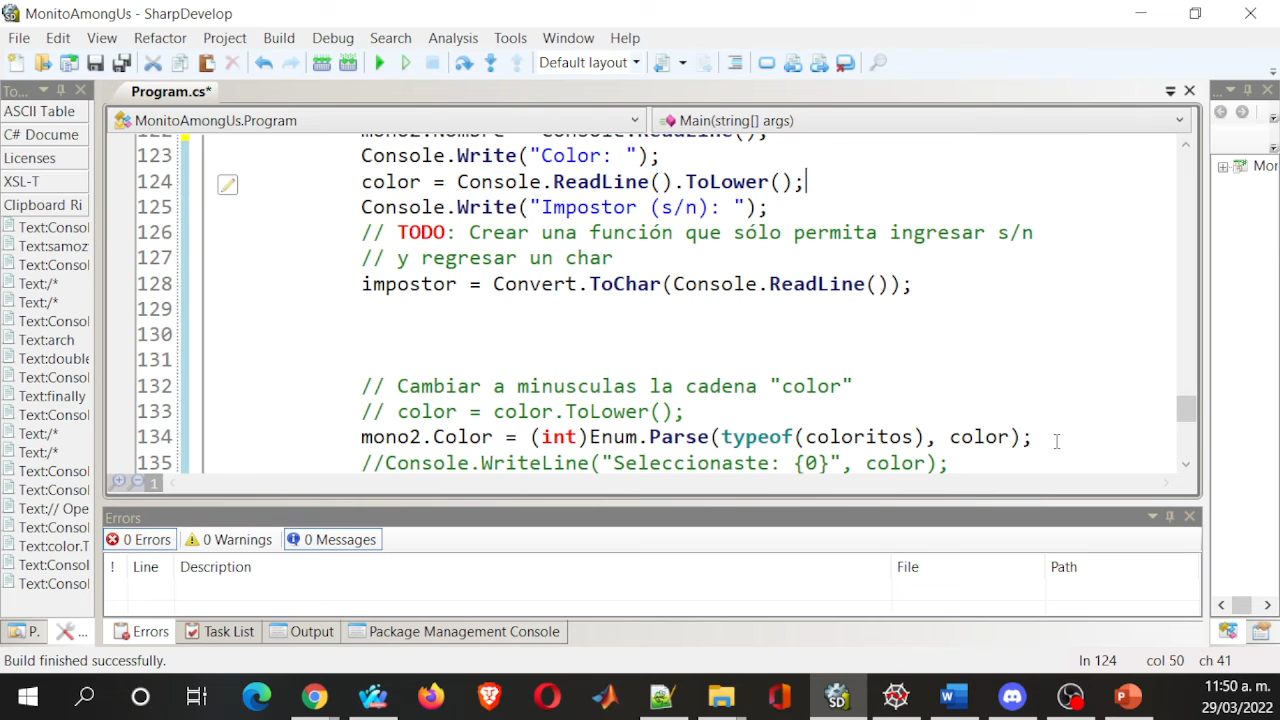 MonitoAmongUs - SharpDevelop
File Edit View Refactor Project Build Debug Search Analysis Tools Window Help
Default layout
To...
Program.cs*
ASCII Table
C# Docume
Licenses
XSL-T
Clipboard Ri
Text:Consol
Text:samoz
Text:Consol
Text:/*
Text:/*
Text:Consol
Text:arch
Text:double
Text:Consol
Text:finally
Text:Consol
Text:/*
Text:/*
Text:Consol
Text:Consol
Text:// Ope
Text:Consol
Text:color.T
Text:Consol
Text:Consol
MonitoAmongUs.Program
Main(string[] args)
122 mono2.Nombre = Console.ReadLine();
123 Console.Write("Color: ");
124 color = Console.ReadLine().ToLower();
125 Console.Write("Impostor (s/n): ");
126 // TODO: Crear una función que sólo permita ingresar s/n
127 // y regresar un char
128 impostor = Convert.ToChar(Console.ReadLine());
129
130
131
132 // Cambiar a minusculas la cadena "color"
133 // color = color.ToLower();
134 mono2.Color = (int)Enum.Parse(typeof(coloritos), color);
135 //Console.WriteLine("Seleccionaste: {0}", color);
1
Mor
Errors
0 Errors 0 Warnings 0 Messages
! Line Description File Path
P. ... Errors Task List Output Package Management Console
Build finished successfully.
ln 124 col 50 ch 41
SD
W
P
11:50 a. m.
29/03/2022